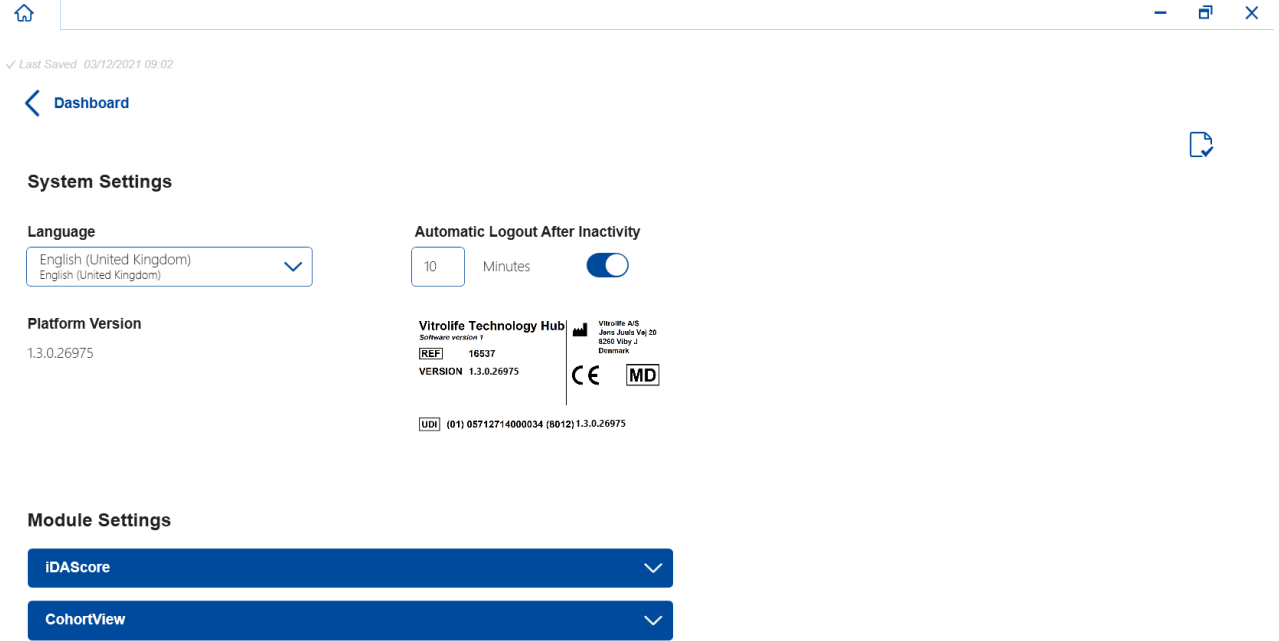 Last Saved 03/12/2021 09:02
Dashboard
System Settings
Language
English (United Kingdom)
English (United Kingdom)
Automatic Logout After Inactivity
10 Minutes
Platform Version
1.3.0.26975
Vitrolife Technology Hub
Software version 1
REF 16537
VERSION 1.3.0.26975
Vitrolife A/S
Jens Juuls Vej 20
8260 Viby J
Denmark
CE MD
UDI (01) 05712714000034 (8012)1.3.0.26975
Module Settings
iDAScore
CohortView